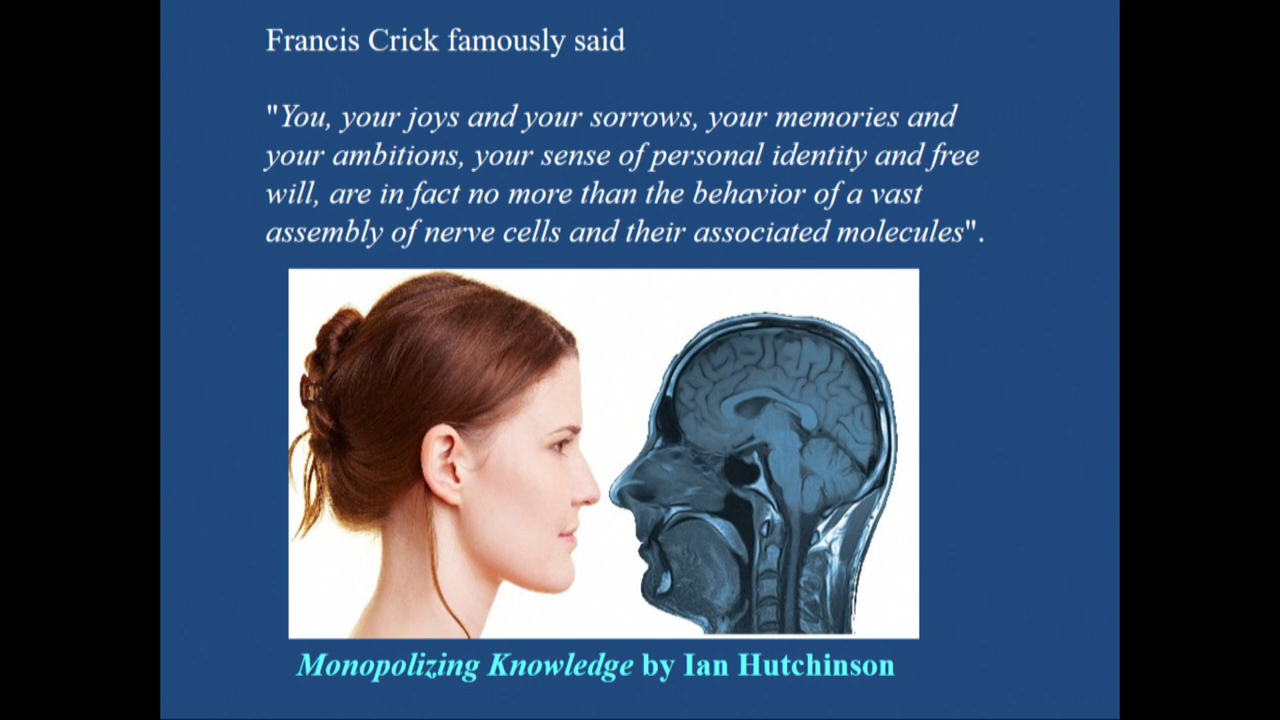 Francis Crick famously said
"You, your joys and your sorrows, your memories and
your ambitions, your sense of personal identity and free
will, are in fact no more than the behavior of a vast
assembly of nerve cells and their associated molecules".
Monopolizing Knowledge by Ian Hutchinson